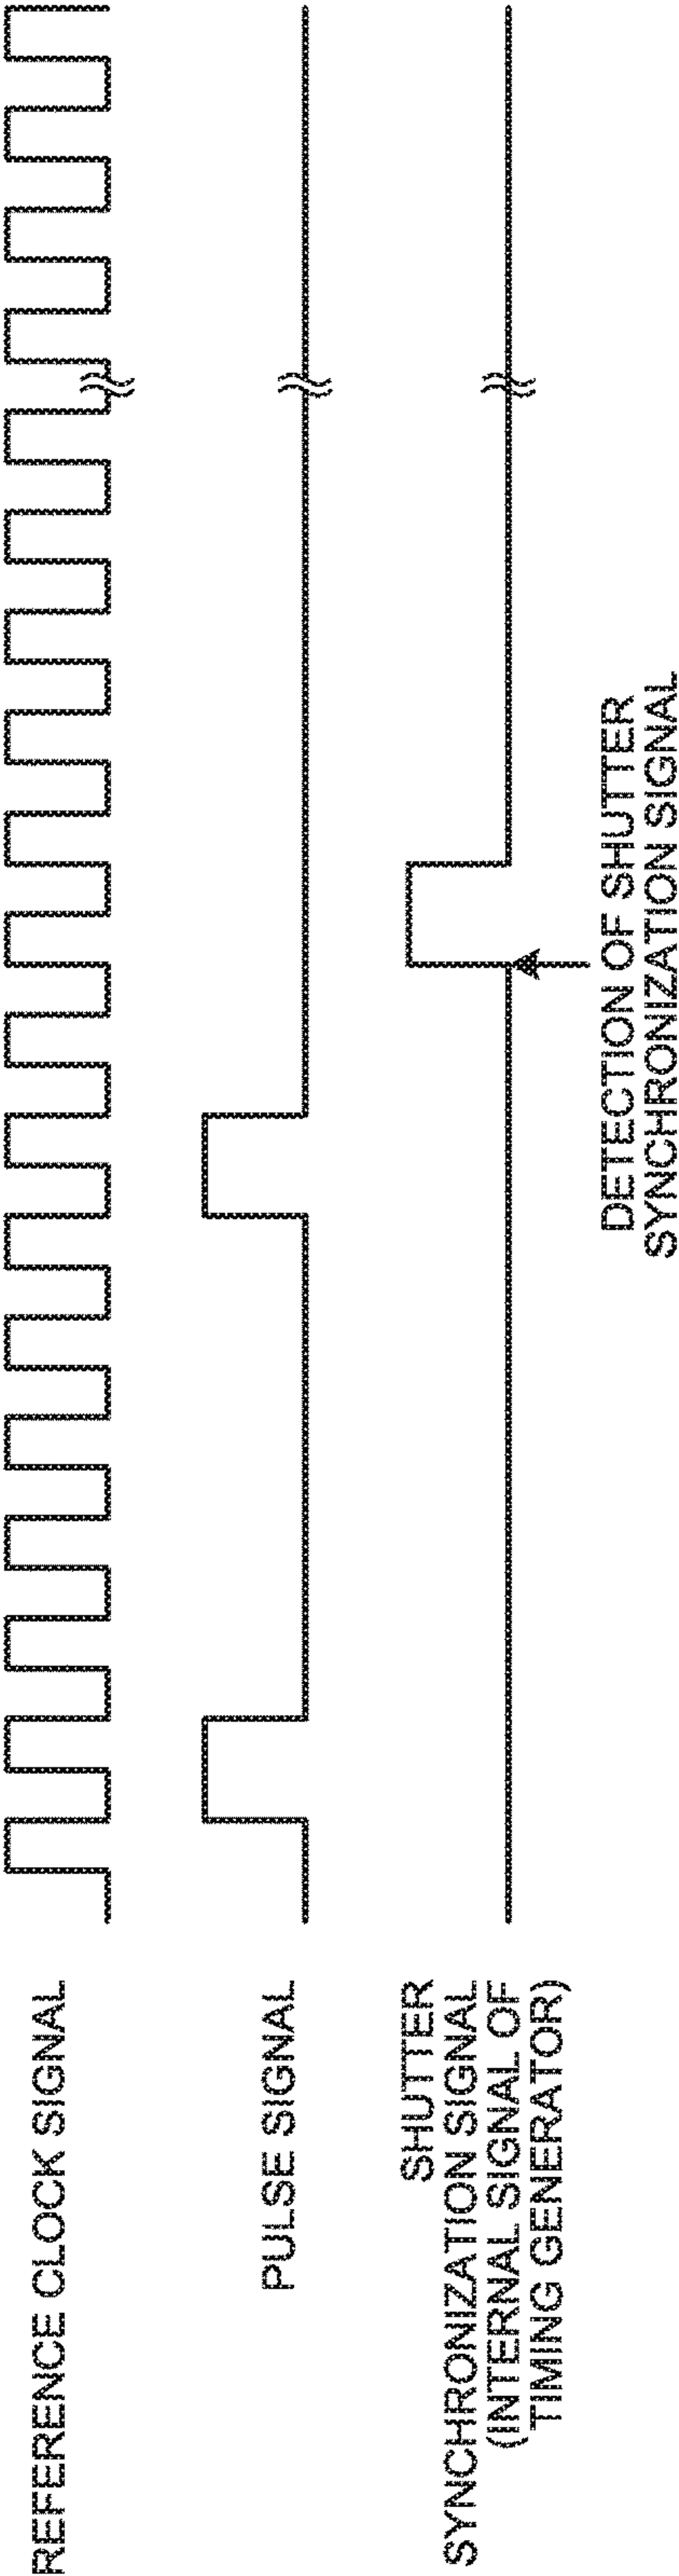 REFERENCE CLOCK SIGNAL
PULSE SIGNAL
SHUTTER
SYNCHRONIZATION SIGNAL
(INTERNAL SIGNAL OF
TIMING GENERATOR)
DETECTION OF SHUTTER
SYNCHRONIZATION SIGNAL